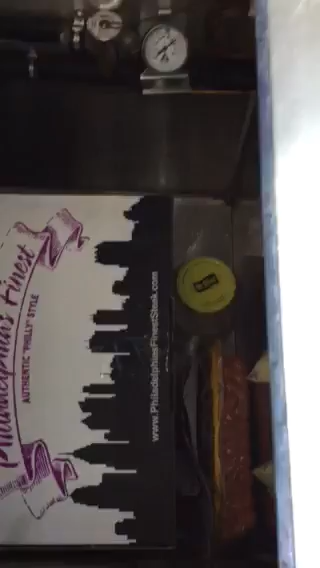 Philadelphia's Finest
AUTHENTIC "PHILLY" STYLE
www.PhiladelphiasFinestSteak.com